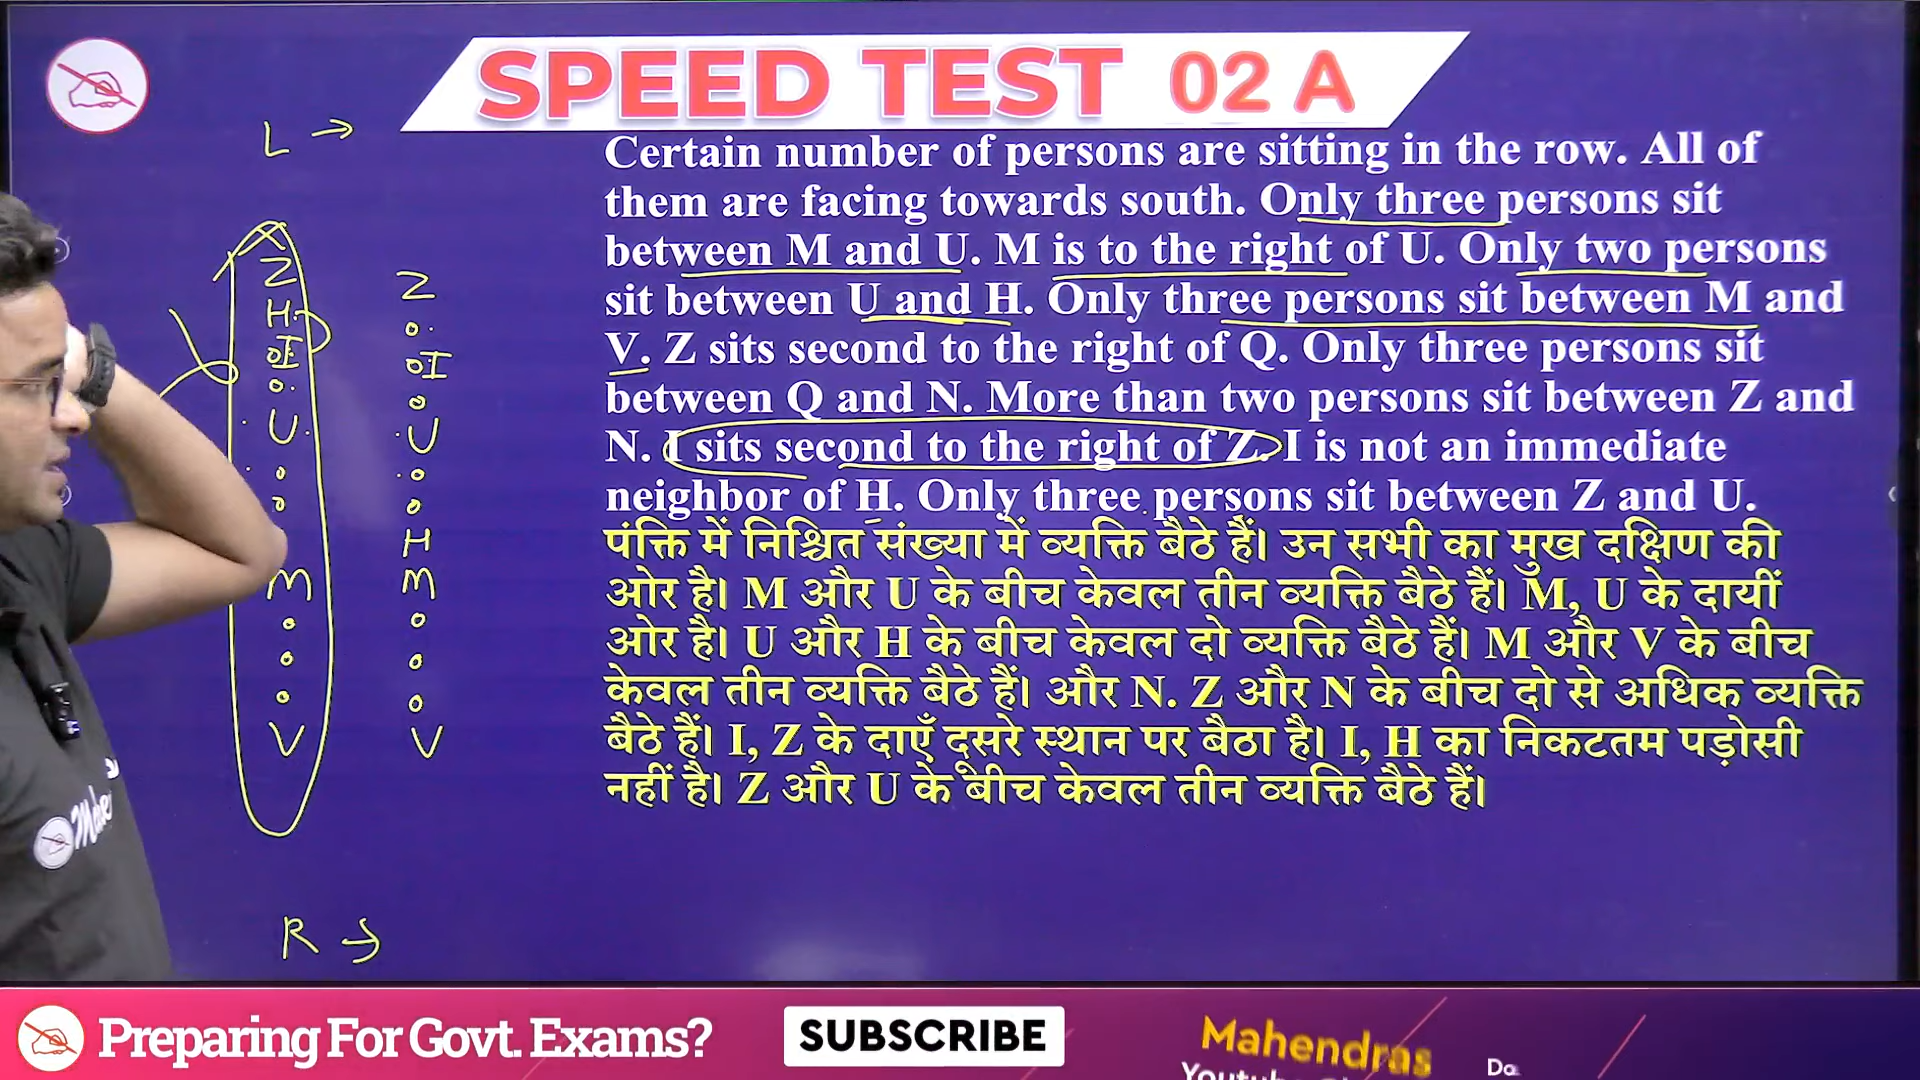 SPEED TEST 02 A
L →
Certain number of persons are sitting in the row. All of
them are facing towards south. Only three persons sit
between M and U. M is to the right of U. Only two persons
sit between U and H. Only three persons sit between M and
V. Z sits second to the right of Q. Only three persons sit
between Q and N. More than two persons sit between Z and
N. I sits second to the right of Z. I is not an immediate
neighbor of H. Only three persons sit between Z and U.
पंक्ति में निश्चित संख्या में व्यक्ति बैठे हैं। उन सभी का मुख दक्षिण की
ओर है। M और U के बीच केवल तीन व्यक्ति बैठे हैं। M, U के दायीं
ओर है। U और H के बीच केवल दो व्यक्ति बैठे हैं। M और V के बीच
केवल तीन व्यक्ति बैठे हैं। और N. Z और N के बीच दो से अधिक व्यक्ति
बैठे हैं। I, Z के दाएँ दूसरे स्थान पर बैठा है। I, H का निकटतम पड़ोसी
नहीं है। Z और U के बीच केवल तीन व्यक्ति बैठे हैं।
Z
H
I
U
M
V
Z
I
U
H
M
V
R →
Preparing For Govt. Exams?
SUBSCRIBE
Mahendras